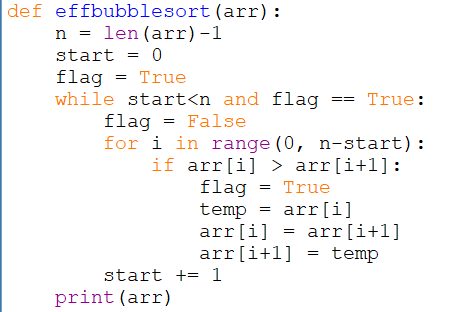 def effbubblesort(arr):
    n = len(arr)-1
    start = 0
    flag = True
    while start<n and flag == True:
        flag = False
        for i in range(0, n-start):
            if arr[i] > arr[i+1]:
                flag = True
                temp = arr[i]
                arr[i] = arr[i+1]
                arr[i+1] = temp
        start += 1
    print(arr)